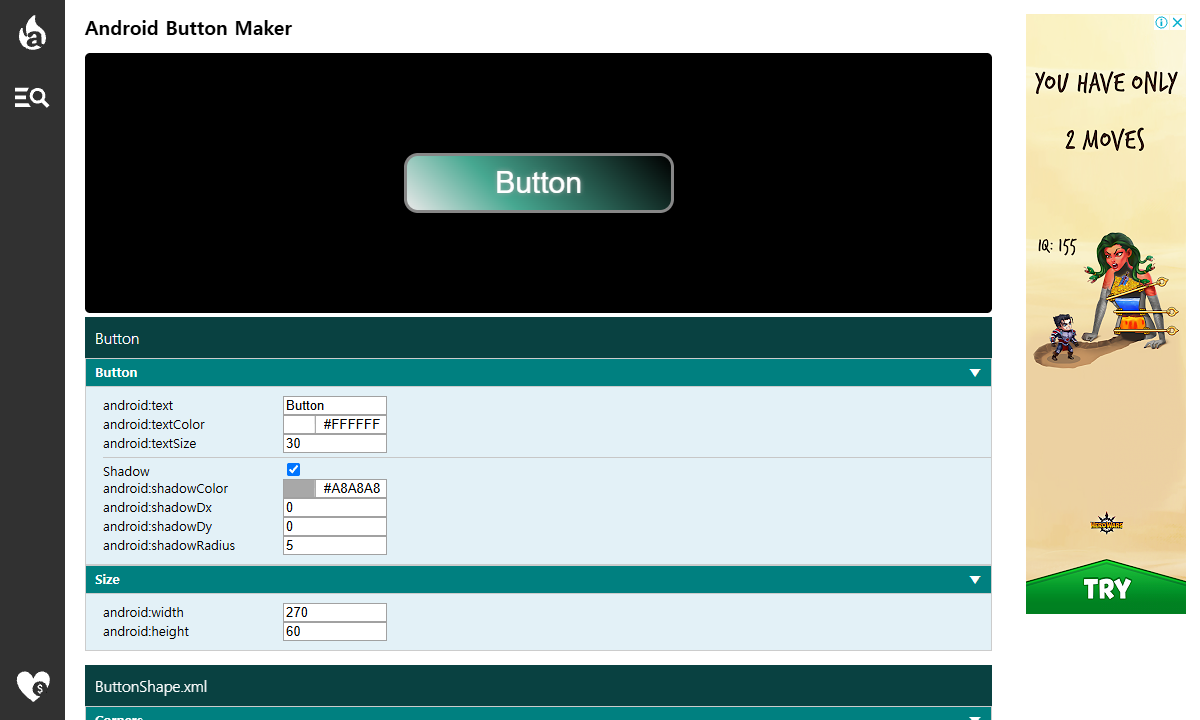 Android Button Maker
Button
Button
Button
android:text
Button
android:textColor
#FFFFFF
android:textSize
30
Shadow
android:shadowColor
#A8A8A8
android:shadowDx
0
android:shadowDy
0
android:shadowRadius
5
Size
android:width
270
android:height
60
ButtonShape.xml
Corners
YOU HAVE ONLY
2 MOVES
IQ: 155
HERO WARS
TRY